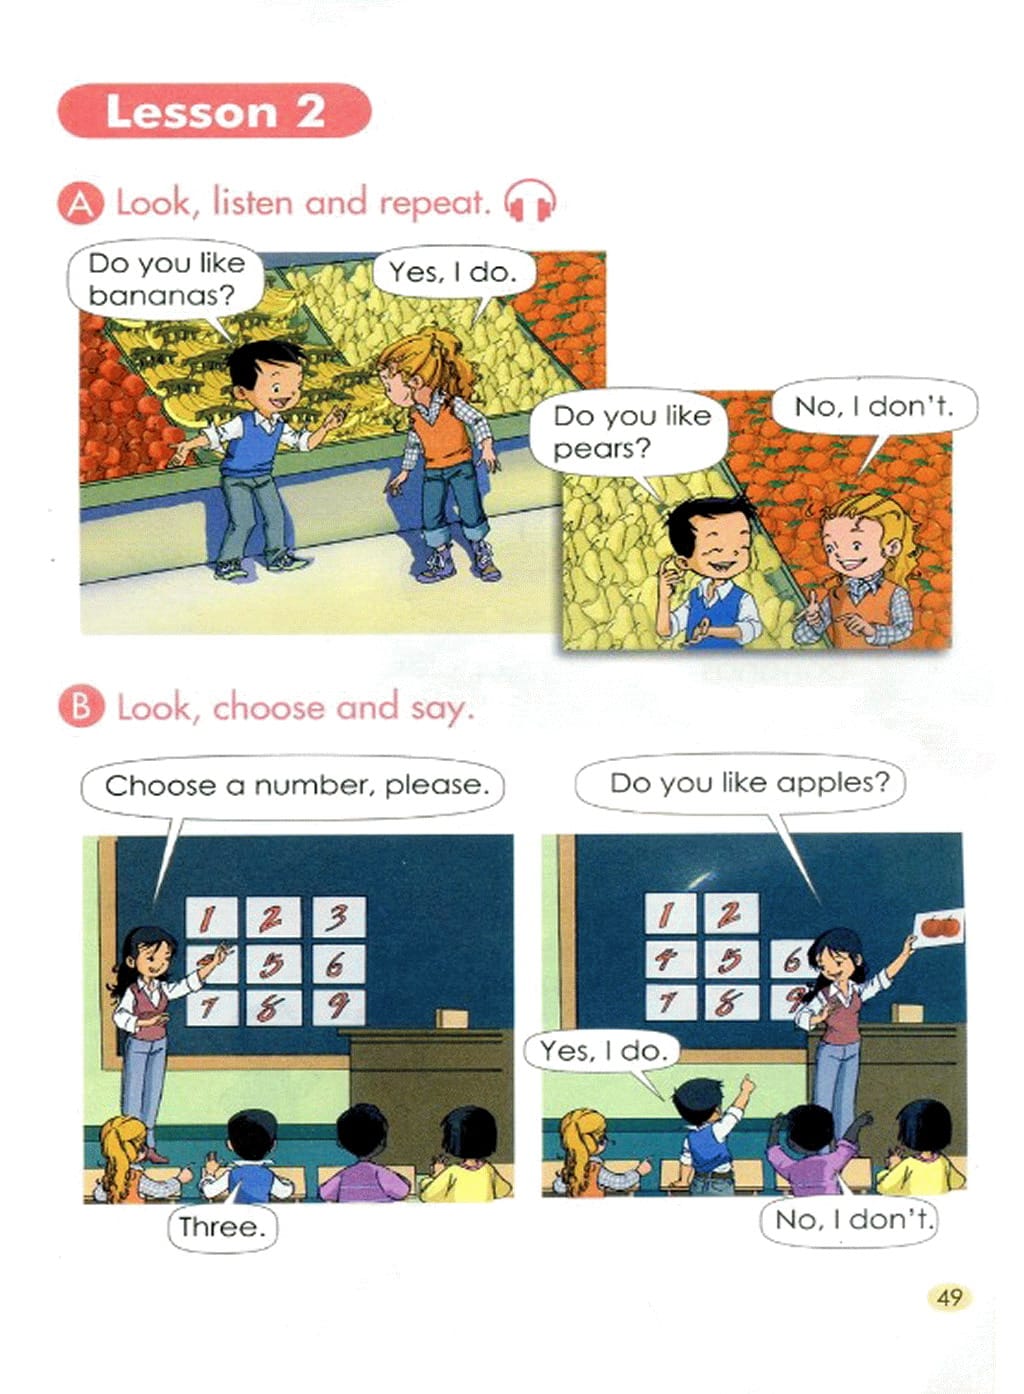 Lesson 2
A Look, listen and repeat.
Do you like
bananas?
Yes, I do.
Do you like
pears?
No, I don't.
B Look, choose and say.
Choose a number, please.
1 2 3
4 5 6
7 8 9
Three.
Do you like apples?
1 2
4 5 6
7 8 9
Yes, I do.
No, I don't.
49